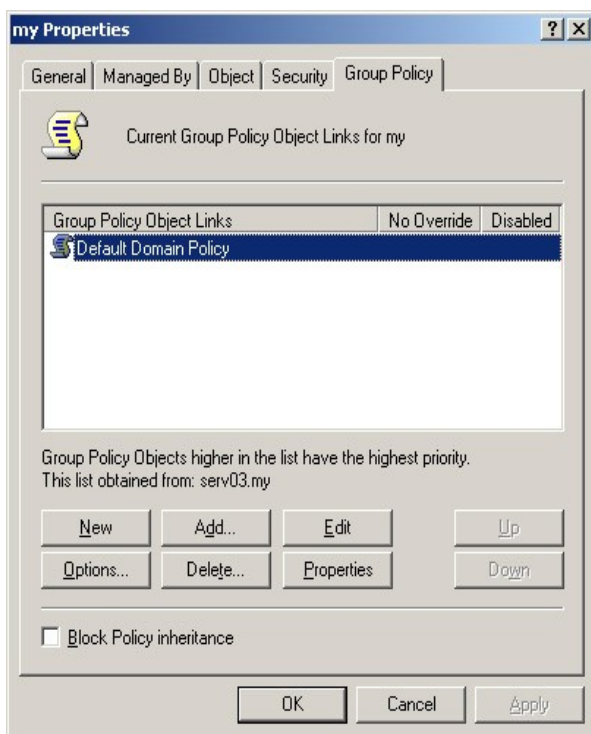 my Properties
? X
General Managed By Object Security Group Policy
Current Group Policy Object Links for my
Group Policy Object Links No Override Disabled
Default Domain Policy
Group Policy Objects higher in the list have the highest priority.
This list obtained from: serv03.my
New Add... Edit Up
Options... Delete... Properties Down
Block Policy inheritance
OK Cancel Apply